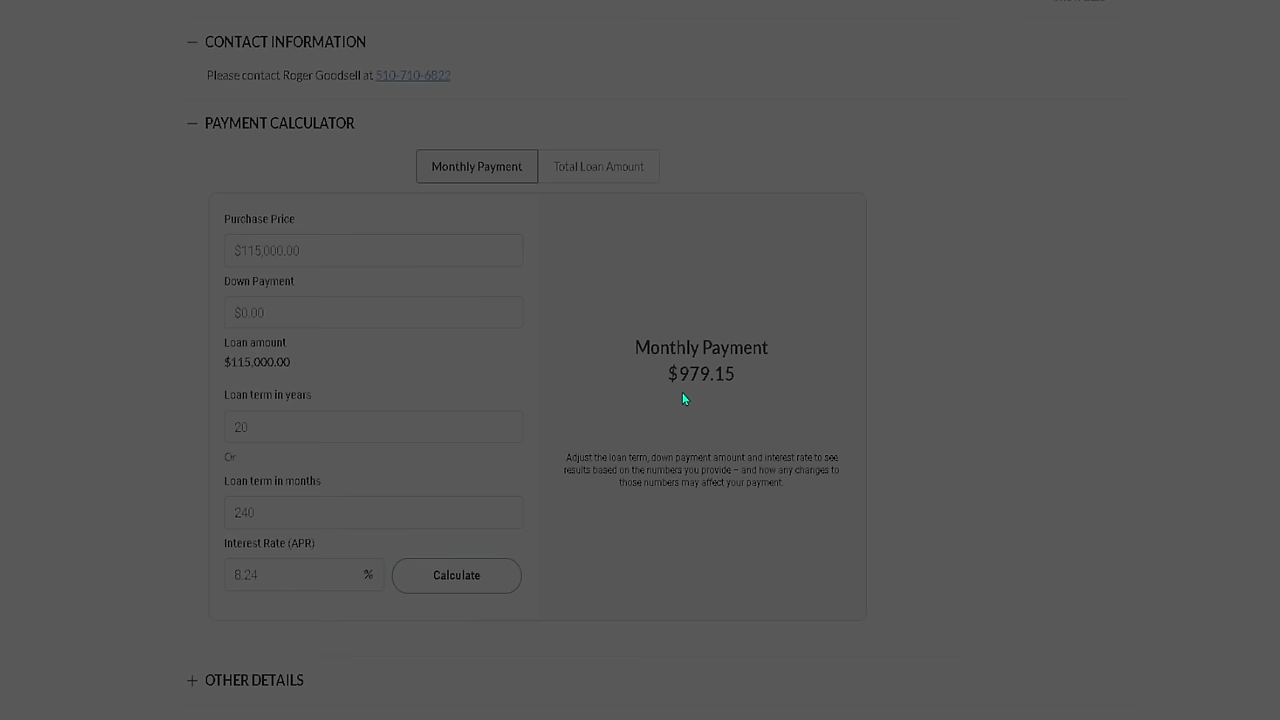 CONTACT INFORMATION
Please contact Roger Goodsell at 510-710-6822
PAYMENT CALCULATOR
Monthly Payment
Total Loan Amount
Purchase Price
$115,000.00
Down Payment
$0.00
Loan amount
$115,000.00
Loan term in years
20
Or
Loan term in months
240
Interest Rate (APR)
8.24 %
Calculate
Monthly Payment
$979.15
Adjust the loan term, down payment amount and interest rate to see
results based on the numbers you provide – and how any changes to
those numbers may affect your payment.
OTHER DETAILS